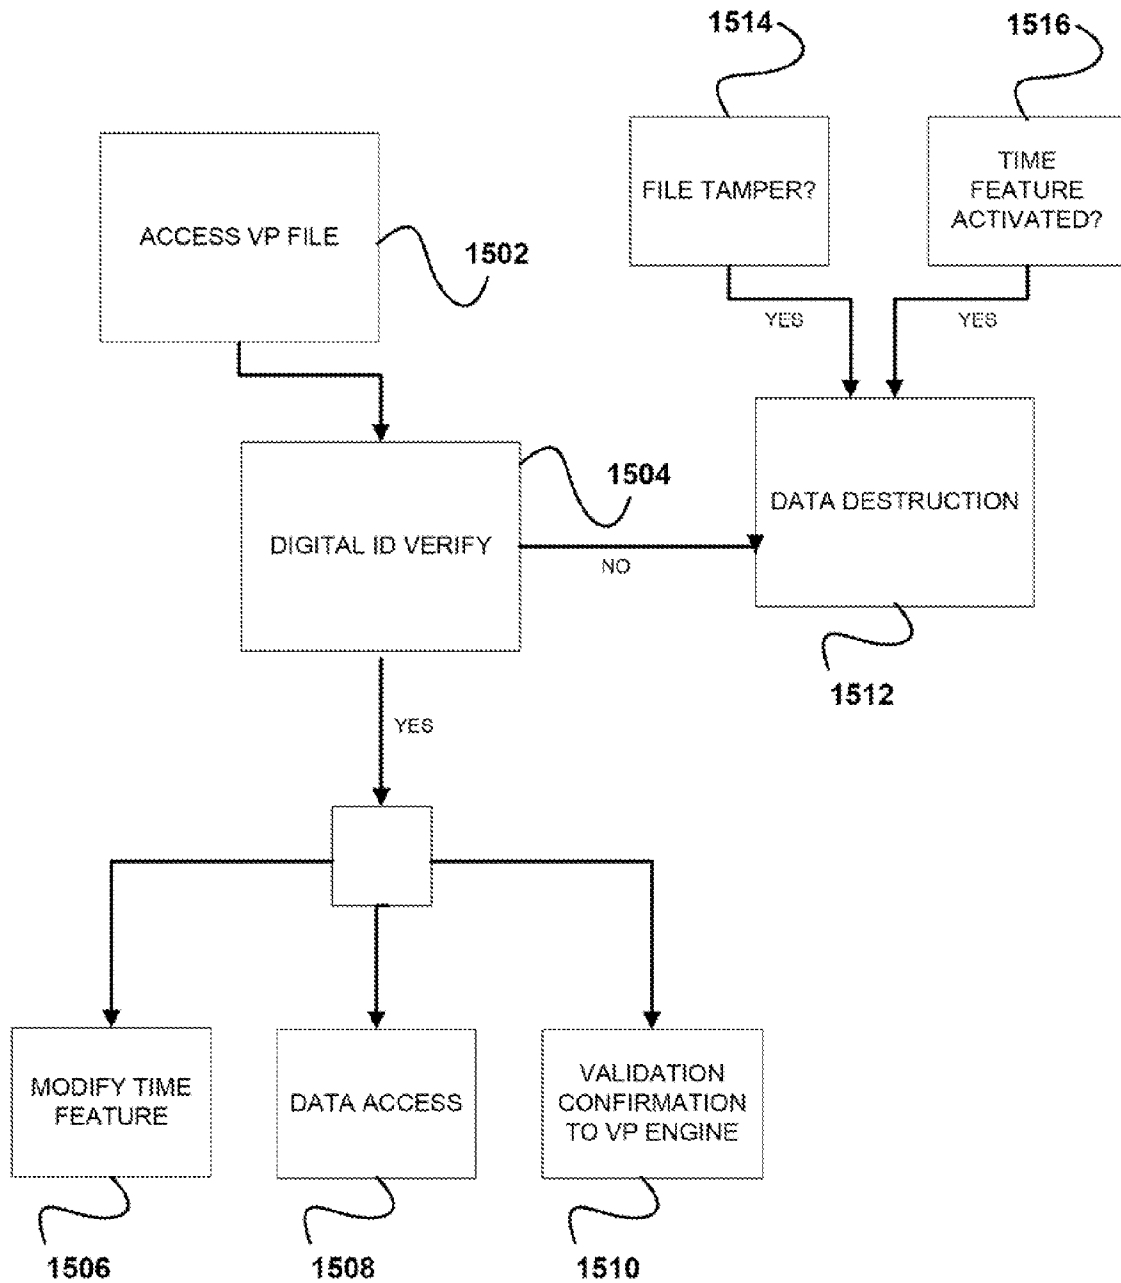 1514
1516
FILE TAMPER?
TIME
FEATURE
ACTIVATED?
ACCESS VP FILE
1502
YES
YES
1504
DIGITAL ID VERIFY
NO
DATA DESTRUCTION
1512
YES
MODIFY TIME
FEATURE
DATA ACCESS
VALIDATION
CONFIRMATION
TO VP ENGINE
1506
1508
1510